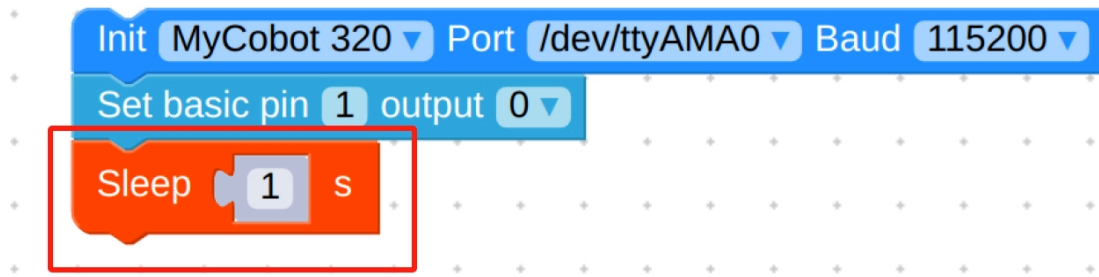 Init MyCobot 320 ▼ Port /dev/ttyAMA0 ▼ Baud 115200 ▼
Set basic pin 1 output 0 ▼
Sleep 1 s